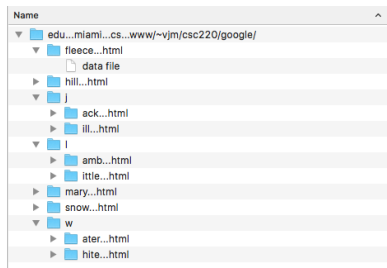 Name
edu...miami...cs...www/~vjm/csc220/google/
fleece...html
data file
hill...html
j
ack...html
ill...html
l
amb...html
ittle...html
mary...html
snow...html
w
ater...html
hite...html